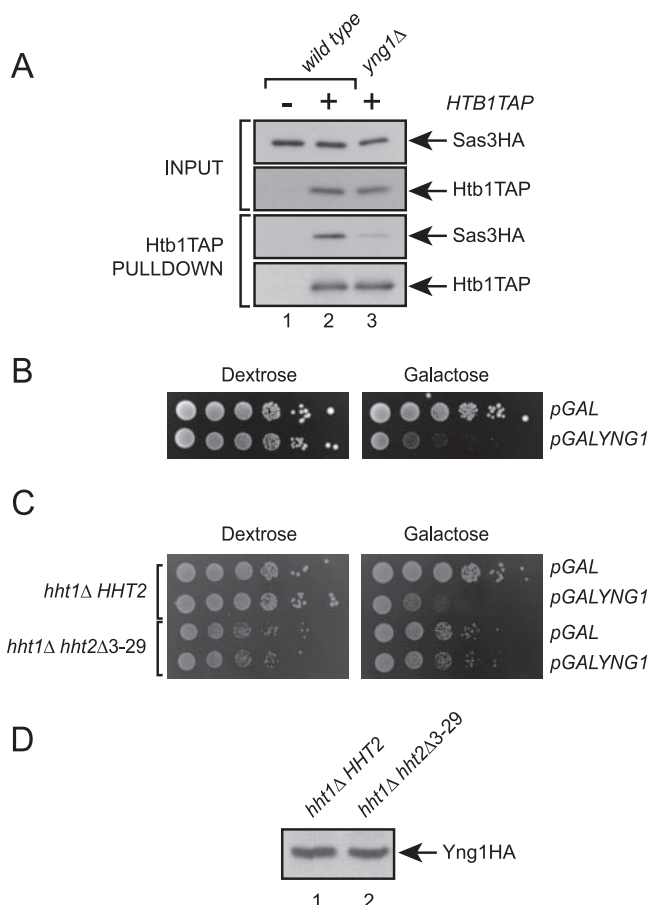 A
wild type
yng1Δ
- + + HTB1TAP
INPUT
Sas3HA
Htb1TAP
Htb1TAP
PULLDOWN
Sas3HA
Htb1TAP
1 2 3
B
Dextrose Galactose
pGAL
pGALYNG1
C
Dextrose Galactose
hht1Δ HHT2
pGAL
pGALYNG1
hht1Δ hht2Δ3-29
pGAL
pGALYNG1
D
hht1Δ HHT2
hht1Δ hht2Δ3-29
Yng1HA
1 2